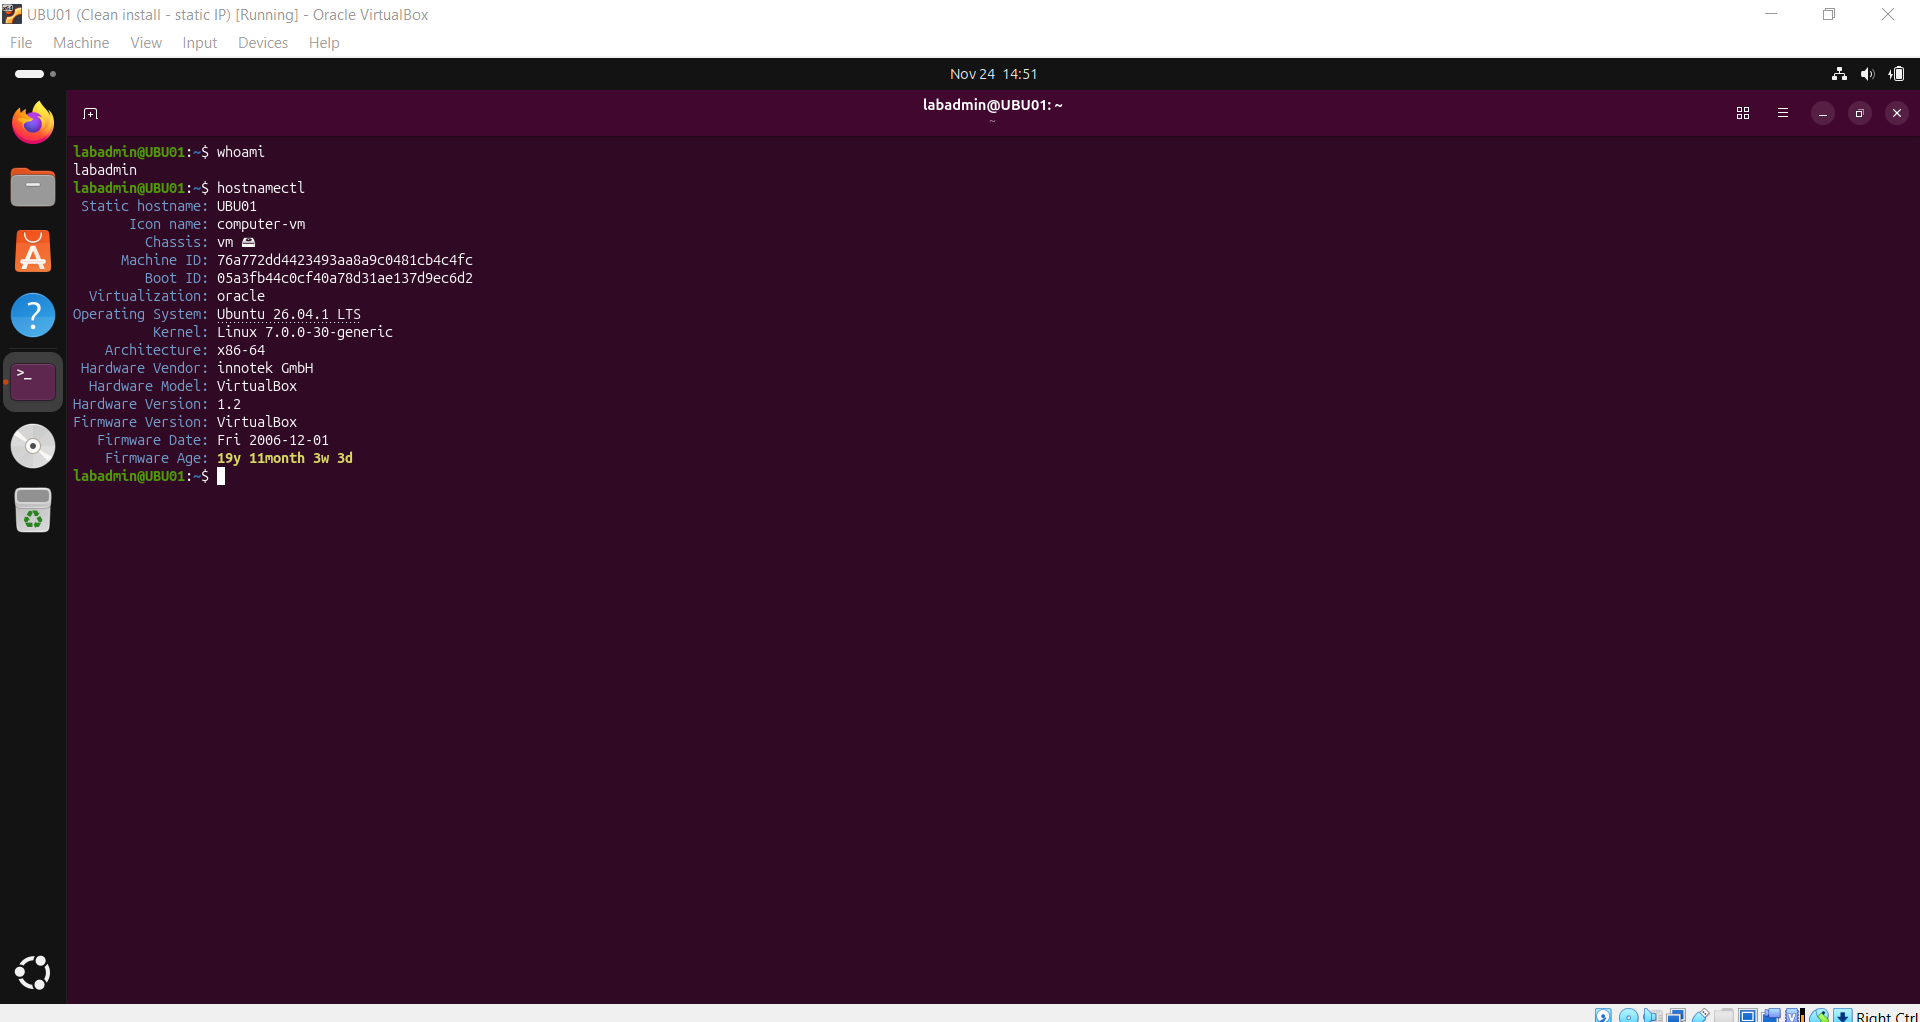 UBU01 (Clean install - static IP) [Running] - Oracle VirtualBox
File Machine View Input Devices Help
Nov 24 14:51
labadmin@UBU01: ~
~
labadmin@UBU01:~$ whoami
labadmin
labadmin@UBU01:~$ hostnamectl
Static hostname: UBU01
Icon name: computer-vm
Chassis: vm
Machine ID: 76a772dd4423493aa8a9c0481cb4c4fc
Boot ID: 05a3fb44c0cf40a78d31ae137d9ec6d2
Virtualization: oracle
Operating System: Ubuntu 26.04.1 LTS
Kernel: Linux 7.0.0-30-generic
Architecture: x86-64
Hardware Vendor: innotek GmbH
Hardware Model: VirtualBox
Hardware Version: 1.2
Firmware Version: VirtualBox
Firmware Date: Fri 2006-12-01
Firmware Age: 19y 11month 3w 3d
labadmin@UBU01:~$
Right Ctrl